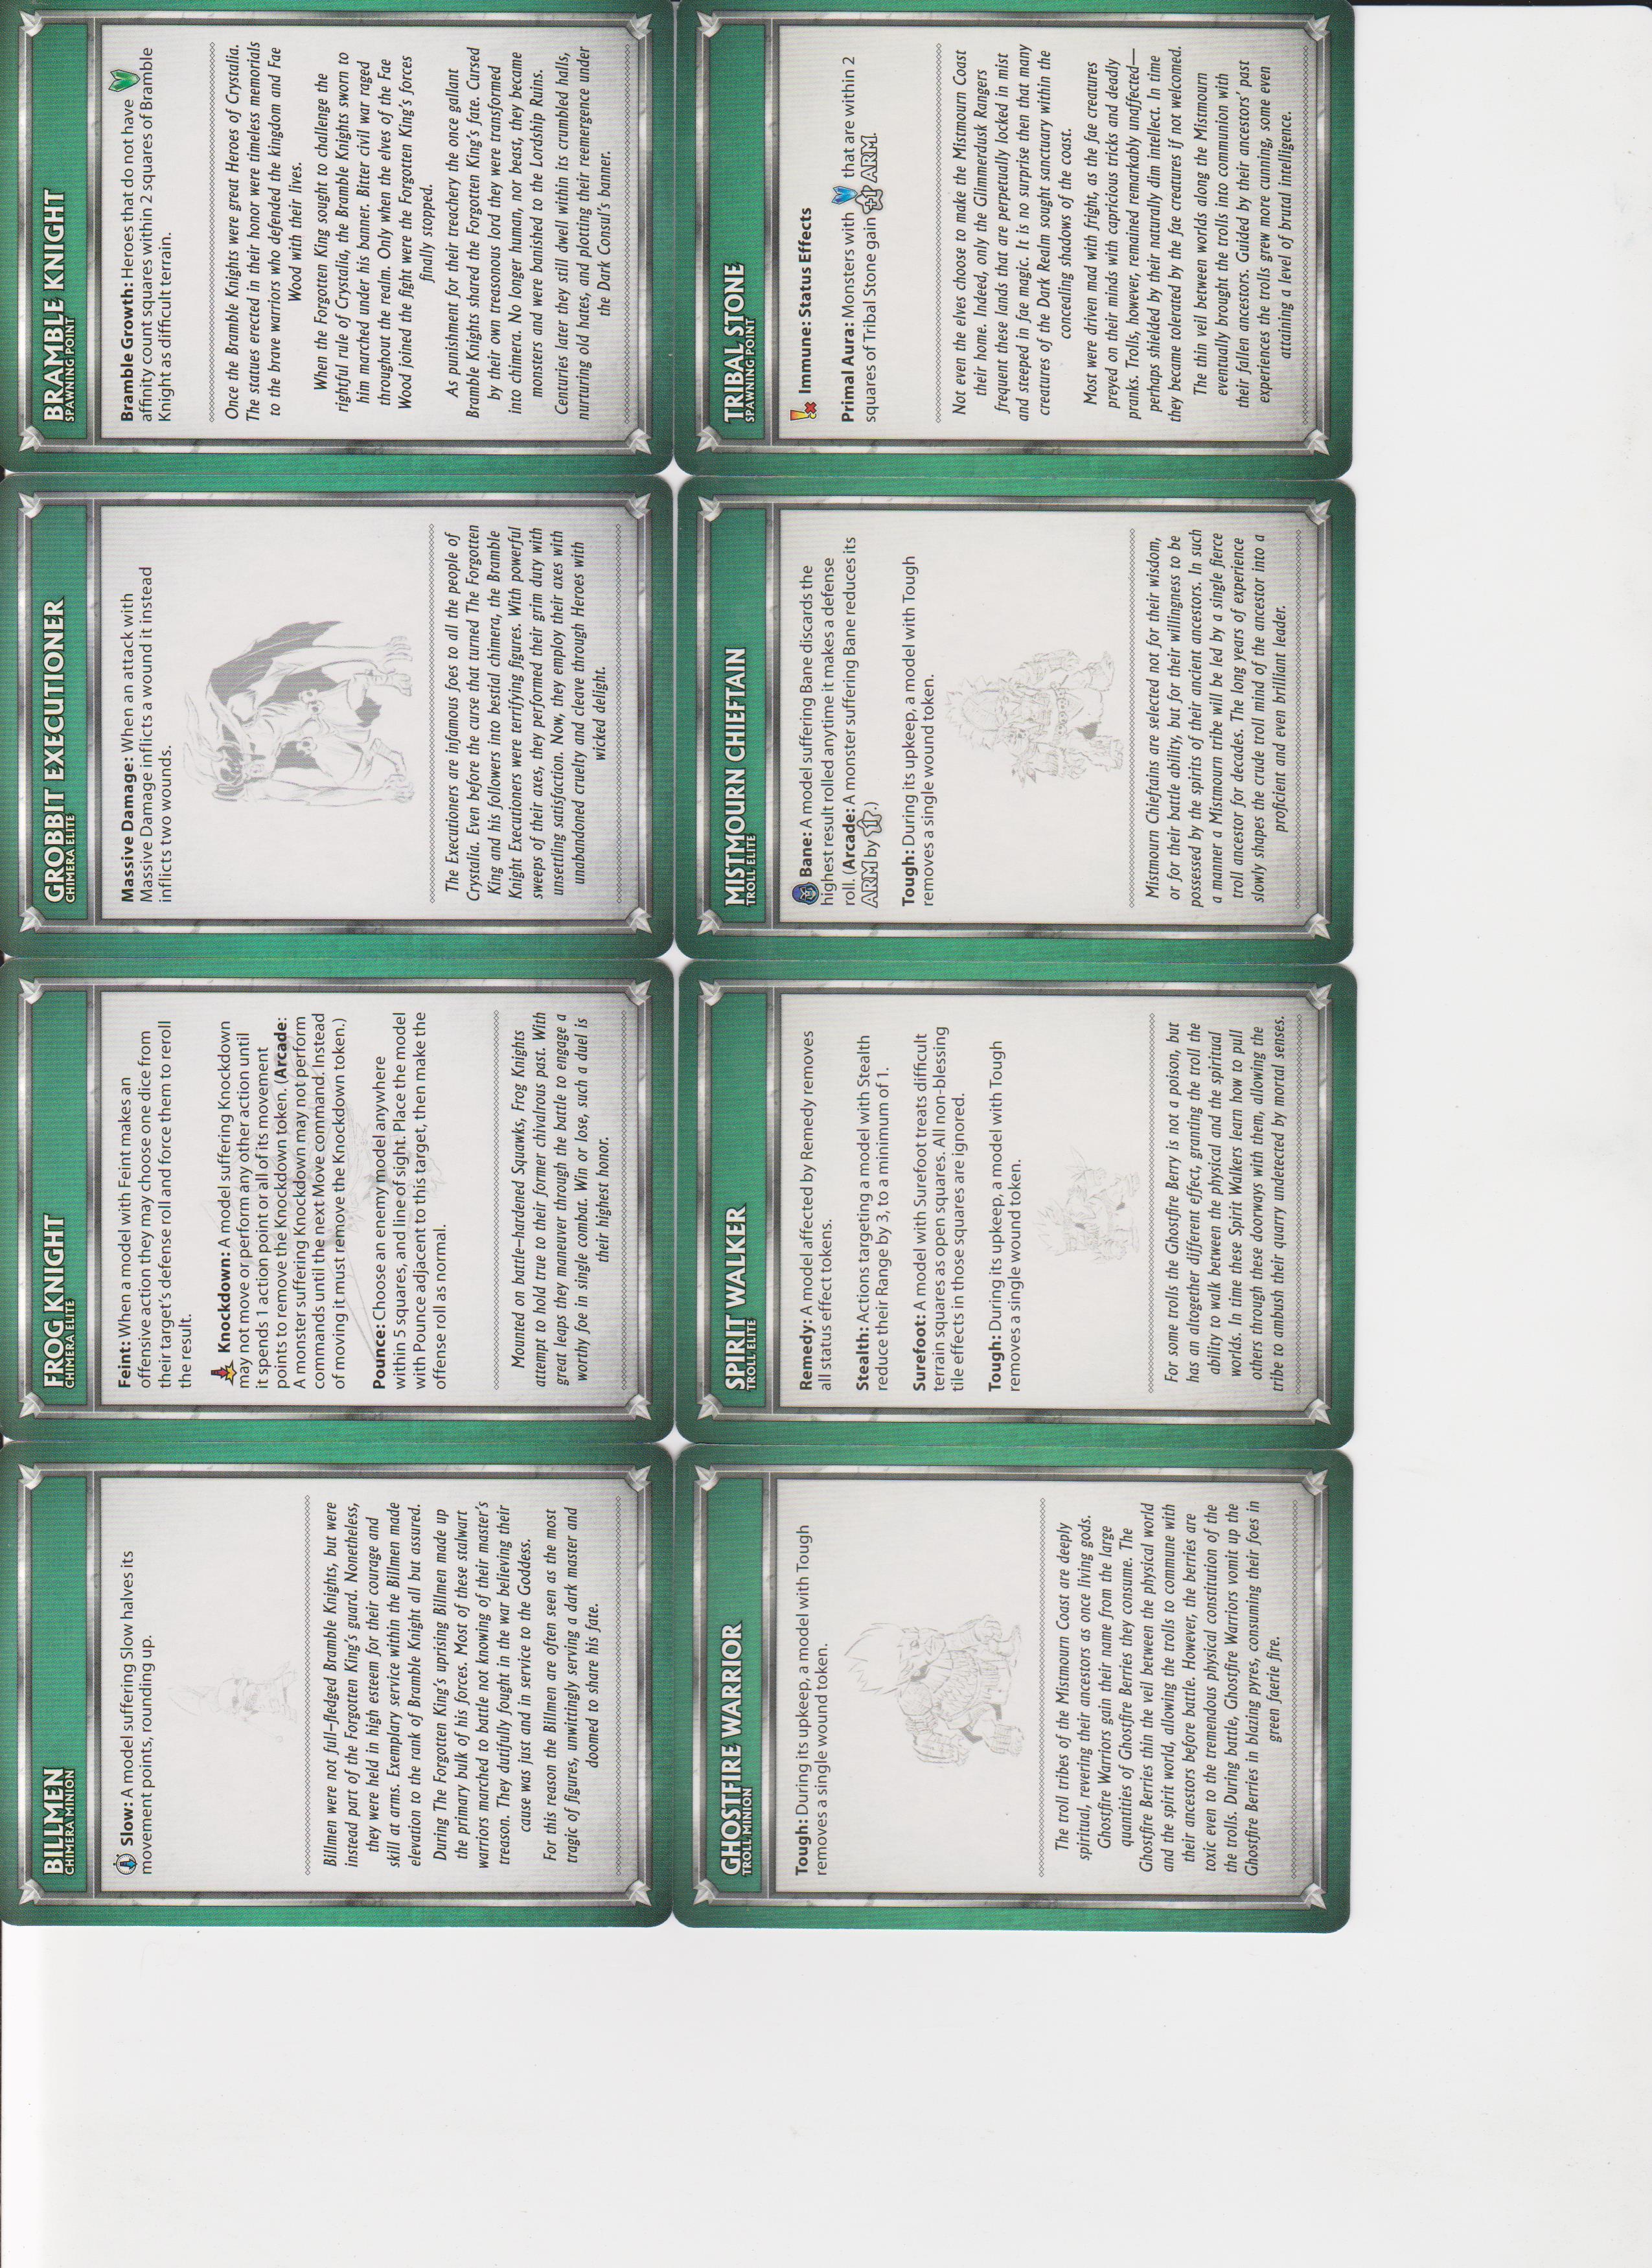 BILLMEN
CHIMERA MINION
Slow: A model suffering Slow halves its
movement points, rounding up.
Billmen were not full-fledged Bramble Knights, but were
instead part of the Forgotten King's guard. Nonetheless,
they were held in high esteem for their courage and
skill at arms. Exemplary service within the Billmen made
elevation to the rank of Bramble Knight all but assured.
During The Forgotten King's uprising Billmen made up
the primary bulk of his forces. Most of these stalwart
warriors marched to battle not knowing of their master's
treason. They dutifully fought in the war believing their
cause was just and in service to the Goddess.
For this reason the Billmen are often seen as the most
tragic of figures, unwittingly serving a dark master and
doomed to share his fate.
FROG KNIGHT
CHIMERA ELITE
Feint: When a model with Feint makes an
offensive action they may choose one dice from
their target's defense roll and force them to reroll
the result.
Knockdown: A model suffering Knockdown
may not move or perform any other action until
it spends 1 action point or all of its movement
points to remove the Knockdown token. (Arcade:
A monster suffering Knockdown may not perform
commands until the next Move command. Instead
of moving it must remove the Knockdown token.)
Pounce: Choose an enemy model anywhere
within 5 squares, and line of sight. Place the model
with Pounce adjacent to this target, then make the
offense roll as normal.
Mounted on battle-hardened Squawks, Frog Knights
attempt to hold true to their former chivalrous past. With
great leaps they maneuver through the battle to engage a
worthy foe in single combat. Win or lose, such a duel is
their highest honor.
GROBBIT EXECUTIONER
CHIMERA ELITE
Massive Damage: When an attack with
Massive Damage inflicts a wound it instead
inflicts two wounds.
The Executioners are infamous foes to all the people of
Crystalia. Even before the curse that turned The Forgotten
King and his followers into bestial chimera, the Bramble
Knight Executioners were terrifying figures. With powerful
sweeps of their axes, they performed their grim duty with
unsettling satisfaction. Now, they employ their axes with
unabandoned cruelty and cleave through Heroes with
wicked delight.
BRAMBLE KNIGHT
SPAWNING POINT
Bramble Growth: Heroes that do not have
affinity count squares within 2 squares of Bramble
Knight as difficult terrain.
Once the Bramble Knights were great Heroes of Crystalia.
The statues erected in their honor were timeless memorials
to the brave warriors who defended the kingdom and Fae
Wood with their lives.
When the Forgotten King sought to challenge the
rightful rule of Crystalia, the Bramble Knights sworn to
him marched under his banner. Bitter civil war raged
throughout the realm. Only when the elves of the Fae
Wood joined the fight were the Forgotten King's forces
finally stopped.
As punishment for their treachery the once gallant
Bramble Knights shared the Forgotten King's fate. Cursed
by their own treasonous lord they were transformed
into chimera. No longer human, nor beast, they became
monsters and were banished to the Lordship Ruins.
Centuries later they still dwell within its crumbled halls,
nurturing old hates, and plotting their reemergence under
the Dark Consul's banner.
GHOSTFIRE WARRIOR
TROLL MINION
Tough: During its upkeep, a model with Tough
removes a single wound token.
The troll tribes of the Mistmourn Coast are deeply
spiritual, revering their ancestors as once living gods.
Ghostfire Warriors gain their name from the large
quantities of Ghostfire Berries they consume. The
Ghostfire Berries thin the veil between the physical world
and the spirit world, allowing the trolls to commune with
their ancestors before battle. However, the berries are
toxic even to the tremendous physical constitution of the
the trolls. During battle, Ghostfire Warriors vomit up the
Ghostfire Berries in blazing pyres, consuming their foes in
green faerie fire.
SPIRIT WALKER
TROLL ELITE
Remedy: A model affected by Remedy removes
all status effect tokens.
Stealth: Actions targeting a model with Stealth
reduce their Range by 3, to a minimum of 1.
Surefoot: A model with Surefoot treats difficult
terrain squares as open squares. All non-blessing
tile effects in those squares are ignored.
Tough: During its upkeep, a model with Tough
removes a single wound token.
For some trolls the Ghostfire Berry is not a poison, but
has an altogether different effect, granting the troll the
ability to walk between the physical and the spiritual
worlds. In time these Spirit Walkers learn how to pull
others through these doorways with them, allowing the
tribe to ambush their quarry undetected by mortal senses.
MISTMOURN CHIEFTAIN
TROLL ELITE
Bane: A model suffering Bane discards the
highest result rolled anytime it makes a defense
roll. (Arcade: A monster suffering Bane reduces its
ARM by 1.)
Tough: During its upkeep, a model with Tough
removes a single wound token.
Mistmourn Chieftains are selected not for their wisdom,
or for their battle ability, but for their willingness to be
possessed by the spirits of their ancient ancestors. In such
a manner a Mistmourn tribe will be led by a single fierce
troll ancestor for decades. The long years of experience
slowly shapes the crude troll mind of the ancestor into a
proficient and even brilliant leader.
TRIBAL STONE
SPAWNING POINT
Immune: Status Effects
Primal Aura: Monsters with that are within 2
squares of Tribal Stone gain +1 ARM.
Not even the elves choose to make the Mistmourn Coast
their home. Indeed, only the Glimmerdusk Rangers
frequent these lands that are perpetually locked in mist
and steeped in fae magic. It is no surprise then that many
creatures of the Dark Realm sought sanctuary within the
concealing shadows of the coast.
Most were driven mad with fright, as the fae creatures
preyed on their minds with capricious tricks and deadly
pranks. Trolls, however, remained remarkably unaffected—
perhaps shielded by their naturally dim intellect. In time
they became tolerated by the fae creatures if not welcomed.
The thin veil between worlds along the Mistmourn
eventually brought the trolls into communion with
their fallen ancestors. Guided by their ancestors' past
experiences the trolls grew more cunning, some even
attaining a level of brutal intelligence.